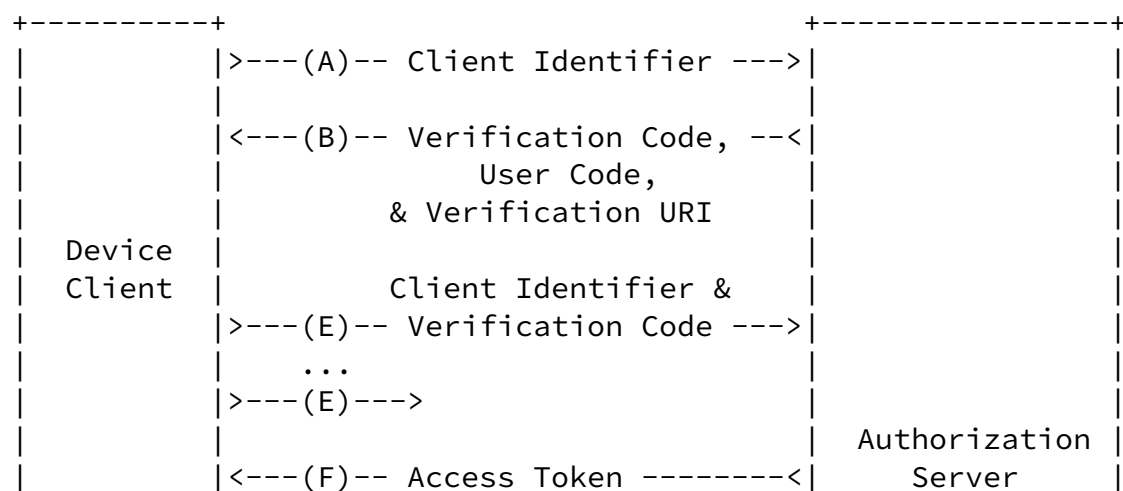 +----------+                                +----------------+
|          |>---(A)-- Client Identifier --->|                |
|          |                                |                |
|          |<---(B)-- Verification Code, --<|                |
|          |              User Code,        |                |
|          |         & Verification URI     |                |
|  Device  |                                |                |
|  Client  |         Client Identifier &    |                |
|          |>---(E)-- Verification Code --->|                |
|          |    ...                         |                |
|          |>---(E)--->                     |                |
|          |                                |  Authorization |
|          |<---(F)-- Access Token --------<|     Server     |